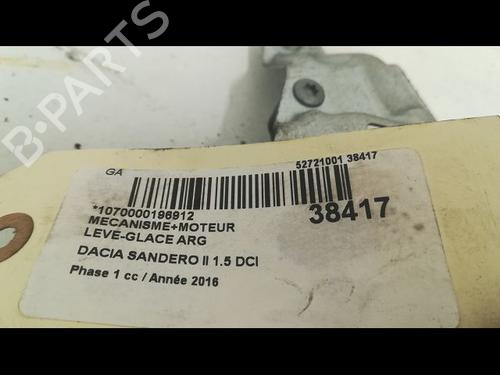 B-PARTS
GA
52721001 38417
*1070000196912
38417
MECANISME+MOTEUR
LEVE-GLACE ARG
DACIA SANDERO II 1.5 DCI
Phase 1 cc / Année 2016